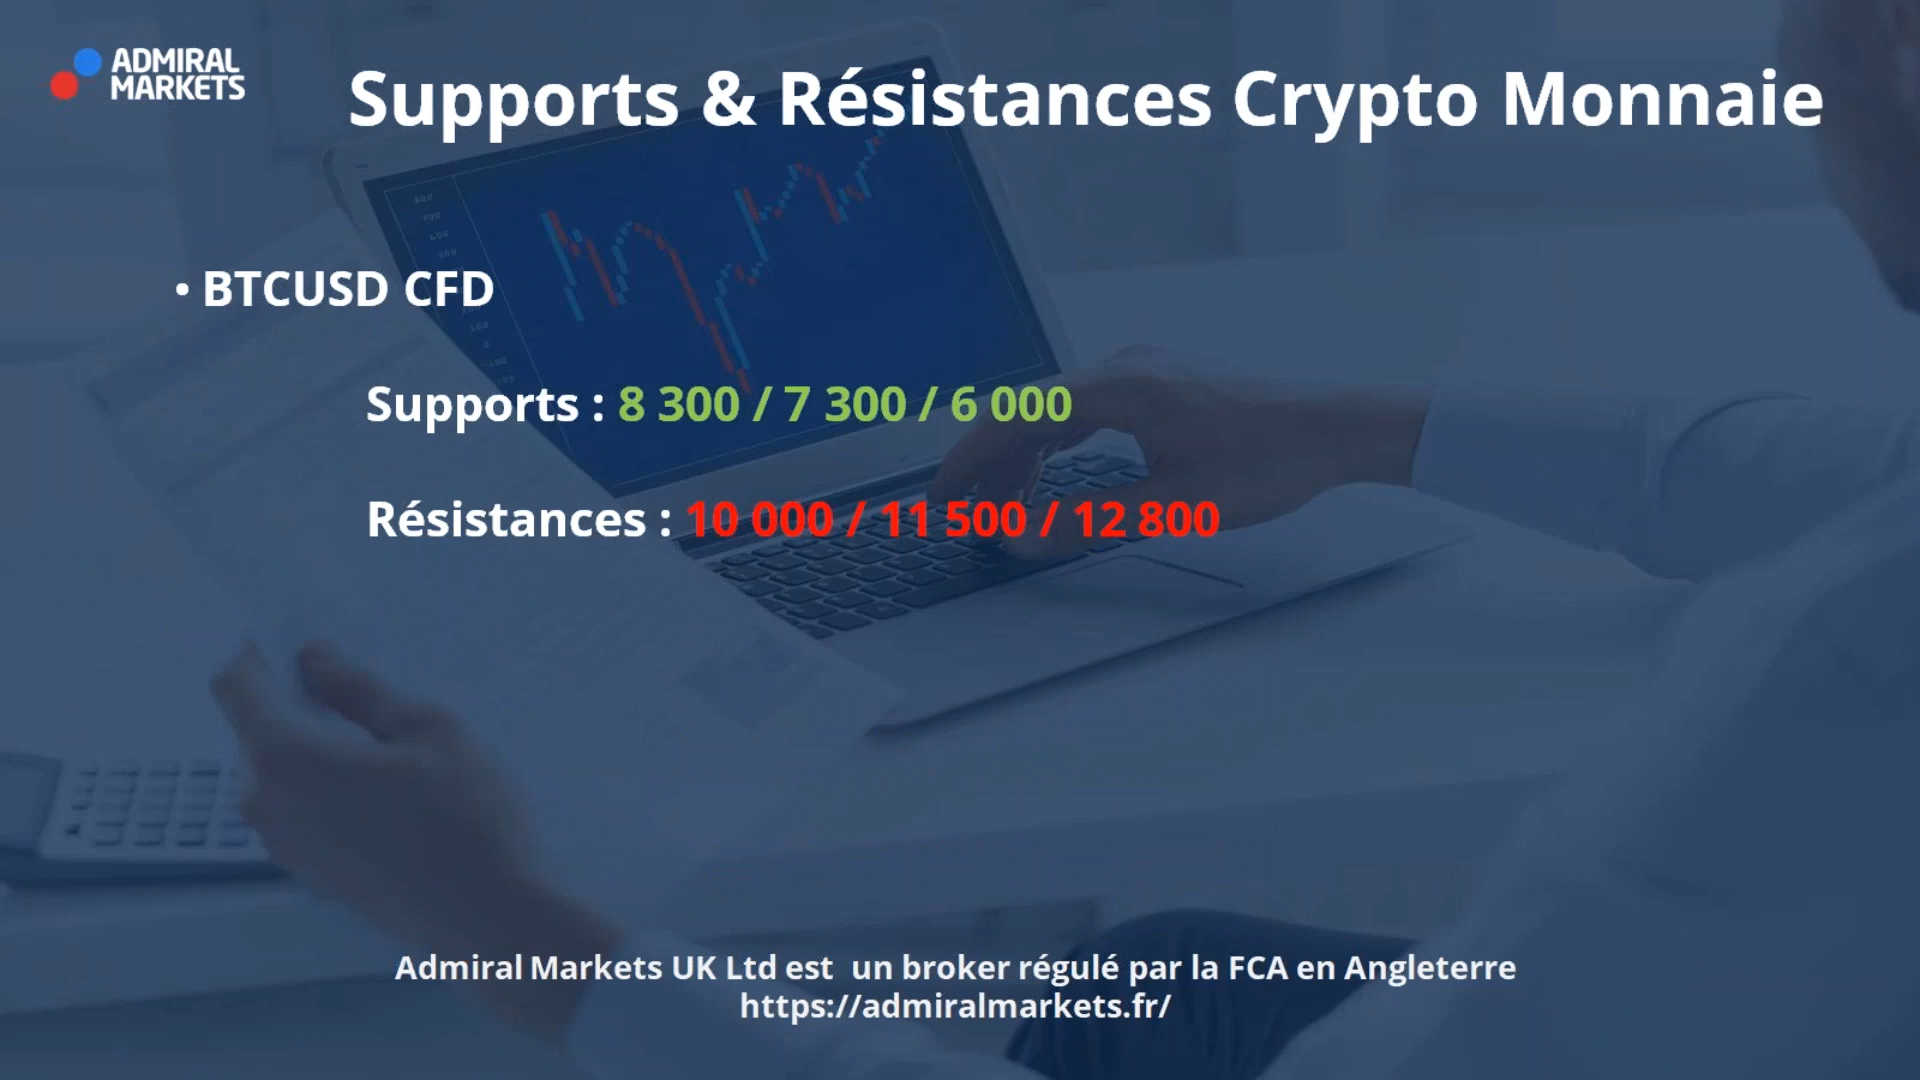 ADMIRAL
MARKETS
Supports & Résistances Crypto Monnaie
• BTCUSD CFD
Supports : 8 300 / 7 300 / 6 000
Résistances : 10 000 / 11 500 / 12 800
Admiral Markets UK Ltd est un broker régulé par la FCA en Angleterre
https://admiralmarkets.fr/